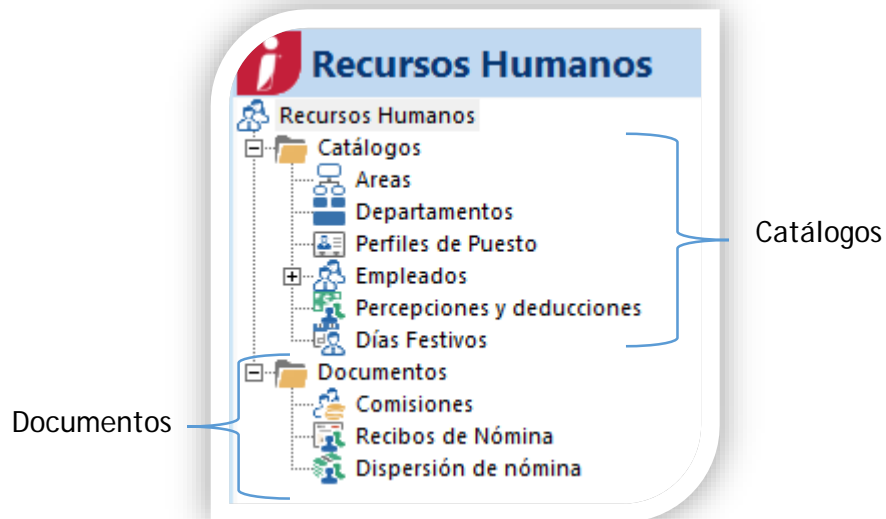 Recursos Humanos
Recursos Humanos
Catálogos
Areas
Departamentos
Perfiles de Puesto
Empleados
Percepciones y deducciones
Días Festivos
Documentos
Comisiones
Recibos de Nómina
Dispersión de nómina
Catálogos
Documentos